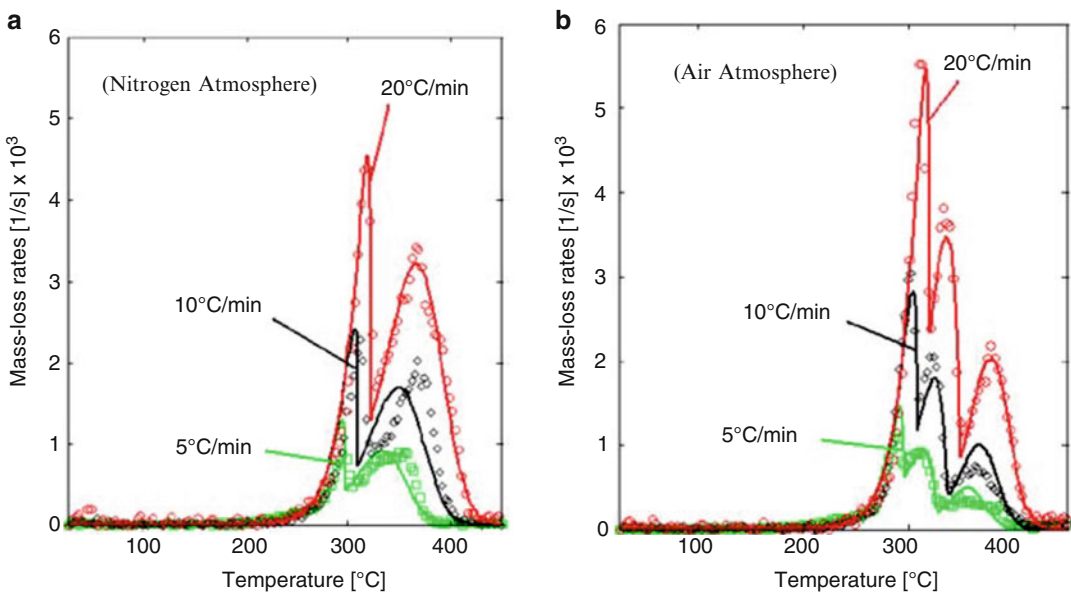 a
6
5
4
3
2
1
0
100
200
300
400
(Nitrogen Atmosphere)
20°C/min
10°C/min
5°C/min
Mass-loss rates [1/s] x 10³
Temperature [°C]
b
6
5
4
3
2
1
0
100
200
300
400
(Air Atmosphere)
20°C/min
10°C/min
5°C/min
Mass-loss rates [1/s] x 10³
Temperature [°C]